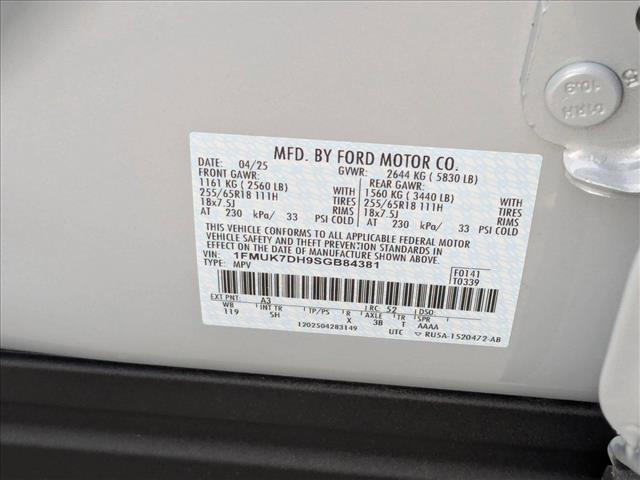 MFD. BY FORD MOTOR CO.
DATE: 04/25 GVWR: 2644 KG ( 5830 LB)
FRONT GAWR: REAR GAWR:
1161 KG ( 2560 LB) WITH 1560 KG ( 3440 LB) WITH
255/65R18 111H TIRES 255/65R18 111H TIRES
18x7.5J RIMS 18x7.5J RIMS
AT 230 kPa/ 33 PSI COLD AT 230 kPa/ 33 PSI COLD
THIS VEHICLE CONFORMS TO ALL APPLICABLE FEDERAL MOTOR
VEHICLE SAFETY AND THEFT PREVENTION STANDARDS IN EFFECT ON THE
DATE OF MANUFACTURE SHOWN ABOVE.
VIN: 1FMUK7DH9SGB84381
TYPE: MPV
F0141
T0339
EXT PNT: A3 RC: 52 DSO:
WB INT TR TP/PS R AXLE TR SPR
119 5H X 3B T AAAA
1202504283149 UTC RU5A-1520472-AB
01RH
10.9
5